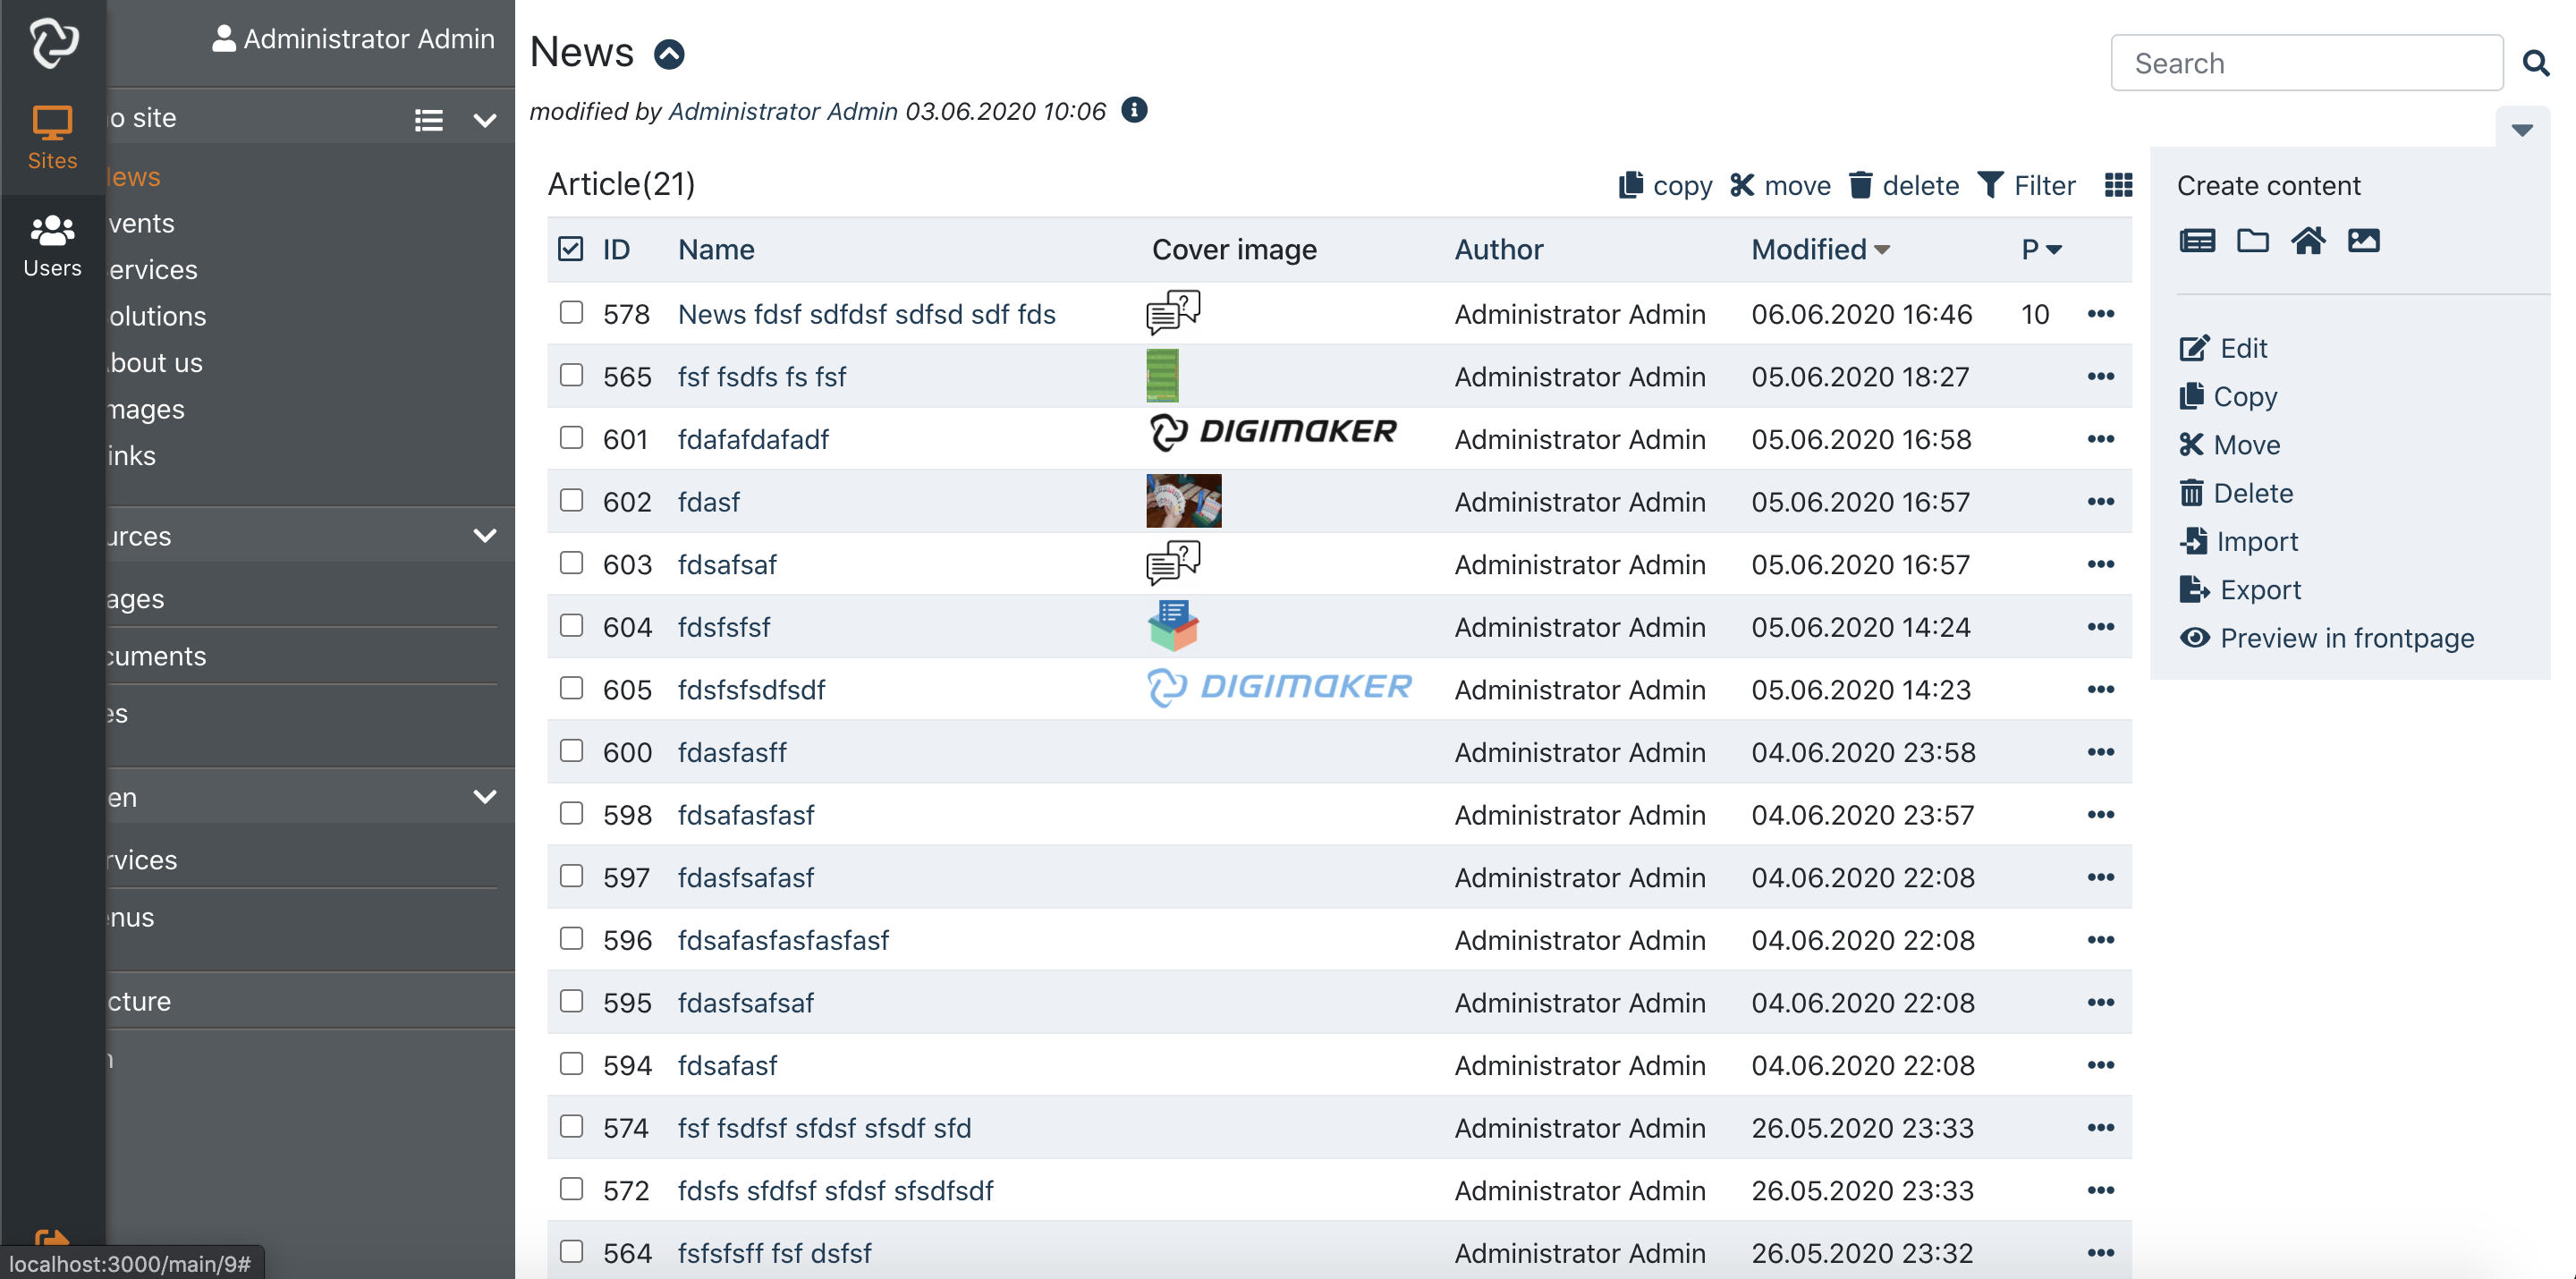 Administrator Admin
Sites
Users
o site
ews
vents
ervices
olutions
bout us
mages
inks
urces
ages
cuments
es
en
rvices
enus
cture
localhost:3000/main/9#
News
modified by Administrator Admin 03.06.2020 10:06
Search
Article(21) copy move delete Filter
ID Name Cover image Author Modified P
578 News fdsf sdfdsf sdfsd sdf fds Administrator Admin 06.06.2020 16:46 10
565 fsf fsdfs fs fsf Administrator Admin 05.06.2020 18:27
601 fdafafdafadf DIGIMAKER Administrator Admin 05.06.2020 16:58
602 fdasf Administrator Admin 05.06.2020 16:57
603 fdsafsaf ? Administrator Admin 05.06.2020 16:57
604 fdsfsfsf Administrator Admin 05.06.2020 14:24
605 fdsfsfsdfsdf DIGIMAKER Administrator Admin 05.06.2020 14:23
600 fdasfasff Administrator Admin 04.06.2020 23:58
598 fdsafasfasf Administrator Admin 04.06.2020 23:57
597 fdasfsafasf Administrator Admin 04.06.2020 22:08
596 fdsafasfasfasfasf Administrator Admin 04.06.2020 22:08
595 fdasfsafsaf Administrator Admin 04.06.2020 22:08
594 fdsafasf Administrator Admin 04.06.2020 22:08
574 fsf fsdfsf sfdsf sfsdf sfd Administrator Admin 26.05.2020 23:33
572 fdsfs sfdfsf sfdsf sfsdfsdf Administrator Admin 26.05.2020 23:33
564 fsfsfsff fsf dsfsf Administrator Admin 26.05.2020 23:32
Create content
Edit
Copy
Move
Delete
Import
Export
Preview in frontpage